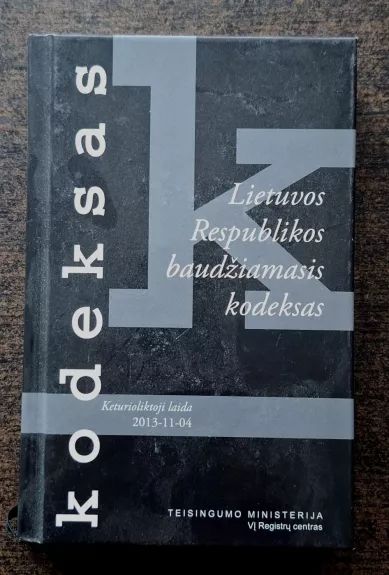 kodeksas
k
Lietuvos
Respublikos
baudžiamasis
kodeksas
Keturioliktoji laida
2013-11-04
TEISINGUMO MINISTERIJA
VĮ Registrų centras